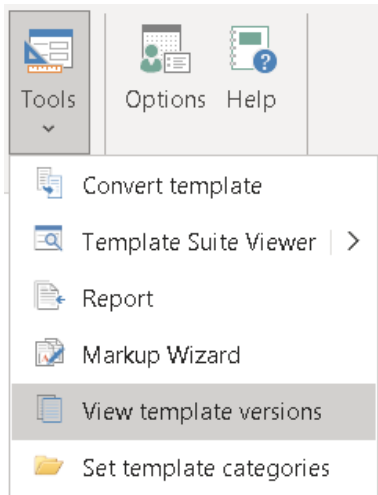 Tools
Options
Help
Convert template
Template Suite Viewer
Report
Markup Wizard
View template versions
Set template categories